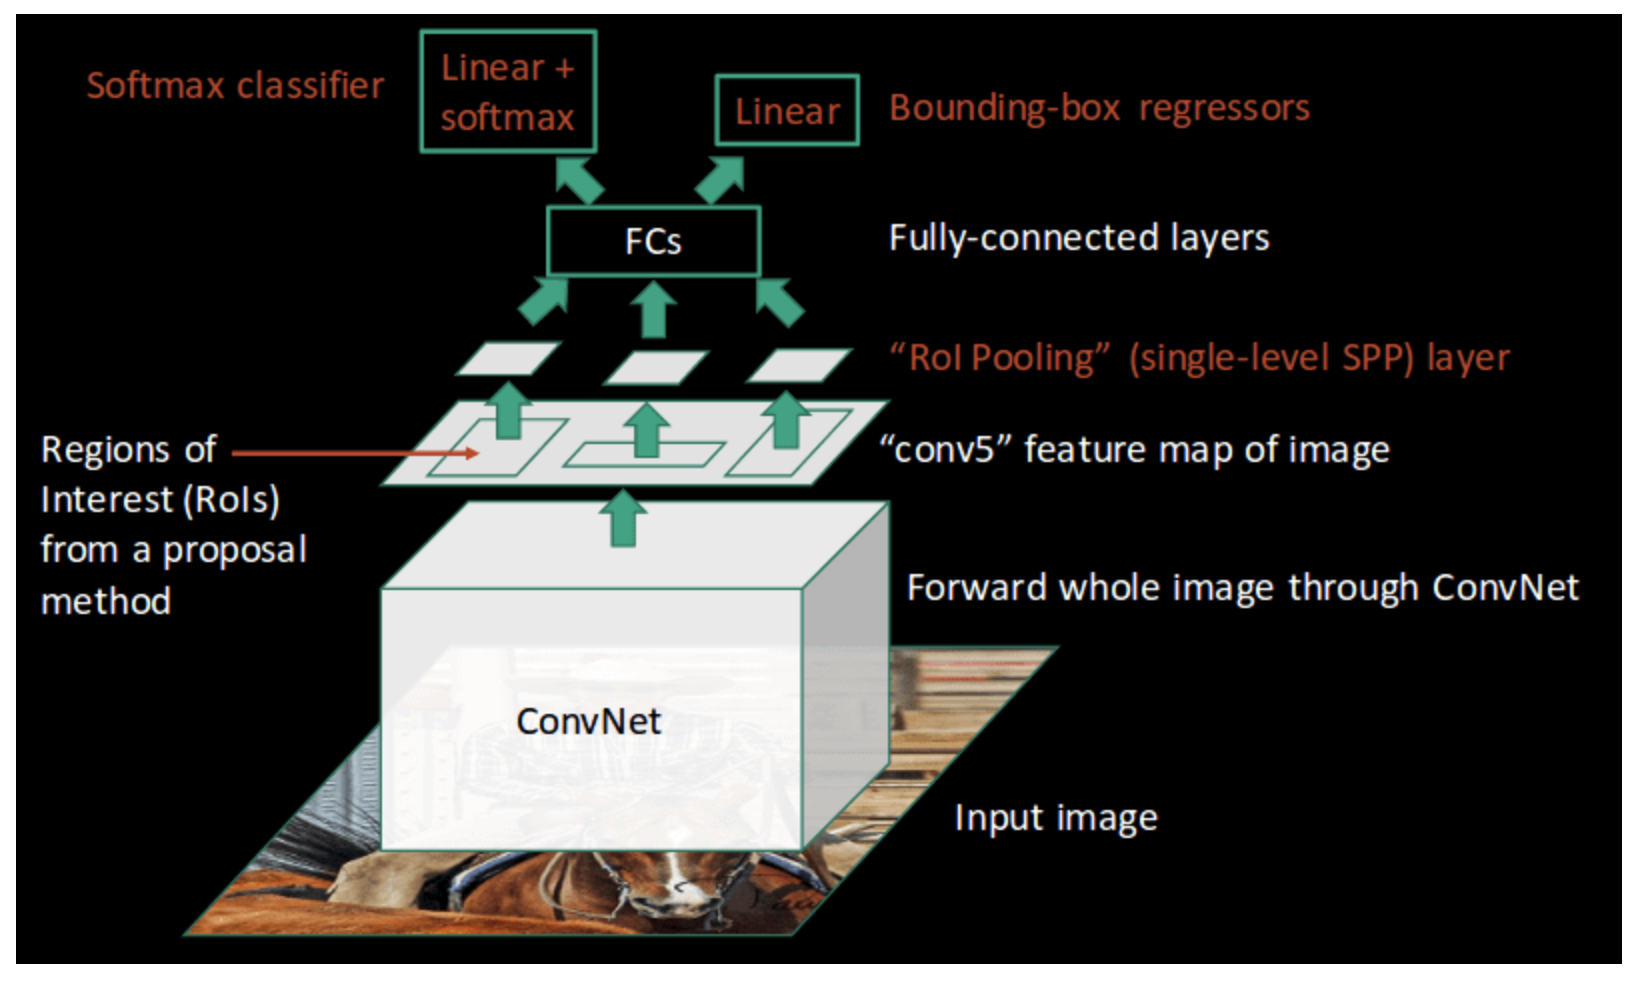 Softmax classifier
Linear +
softmax
Linear
Bounding-box regressors
FCs
Fully-connected layers
“RoI Pooling” (single-level SPP) layer
Regions of
Interest (RoIs)
from a proposal
method
“conv5” feature map of image
Forward whole image through ConvNet
ConvNet
Input image